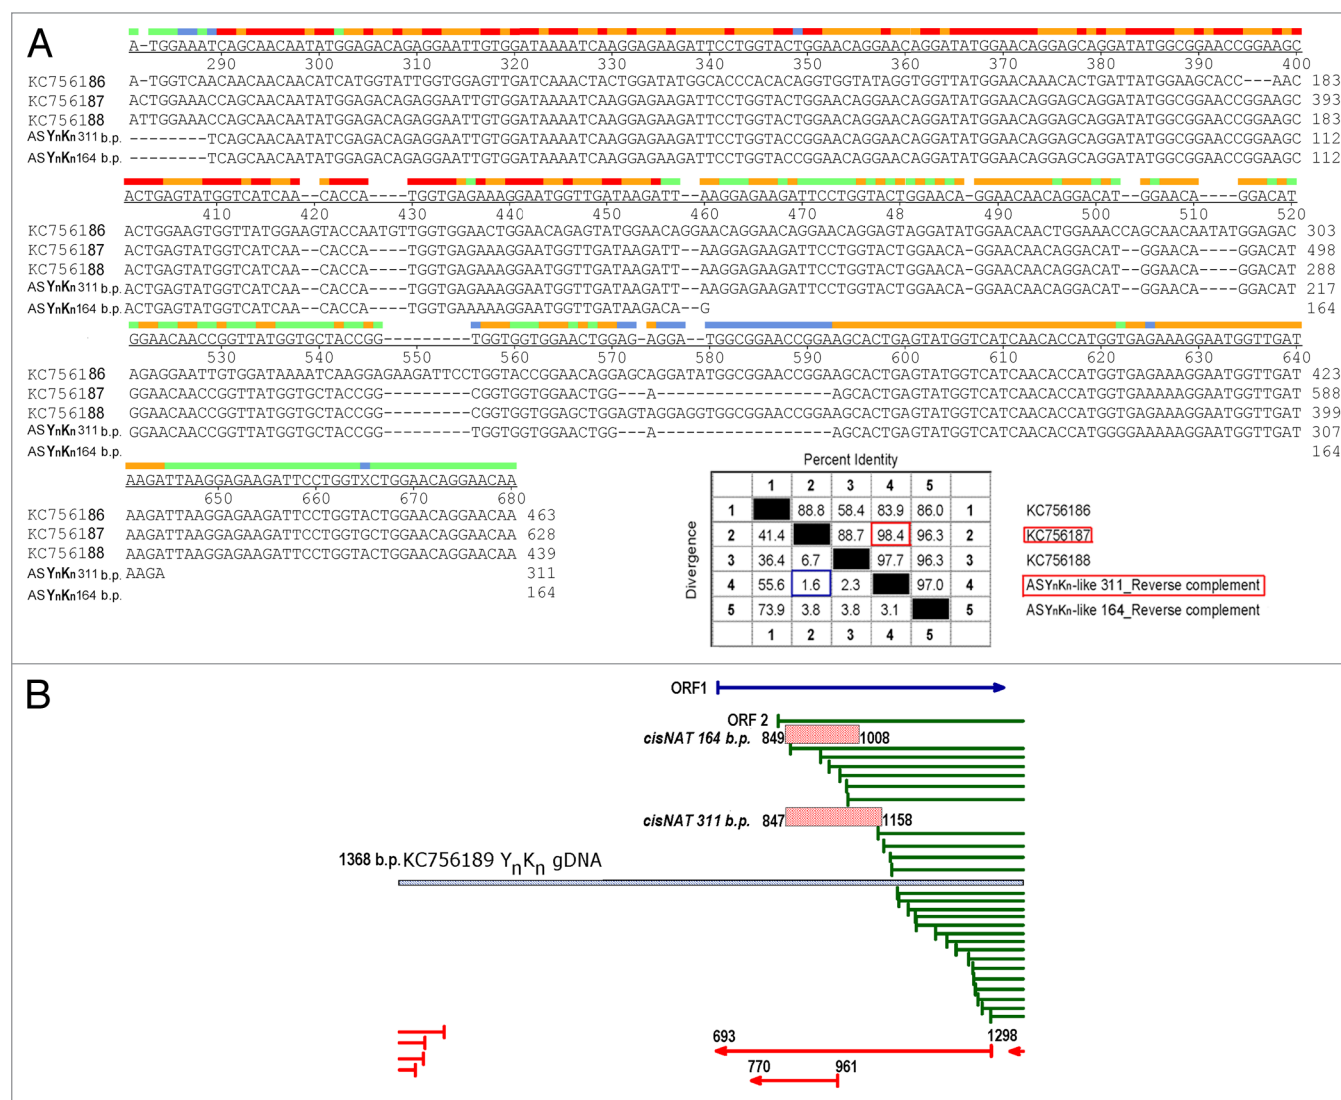 A
A-TGGAAATCAGCAACAATATGGAGACAGAGGAATTGTGGATAAAATCAAGGAGAAGATTCCTGGTACTGGAACAGGAACAGGATATGGAACAGGAGCAGGATATGGCGGAACCGGAAGC
290 300 310 320 330 340 350 360 370 380 390 400
KC756186 A-TGGTCAACAACAACAACATCATGGTATTGGTGGAGTTGATCAAACTACTGGATATGGCACCCACACAGGTGGTATAGGTGGTTATGGAACAAACACTGATTATGGAAGCACC---AAC 183
KC756187 ACTGGAAACCAGCAACAATATGGAGACAGAGGAATTGTGGATAAAATCAAGGAGAAGATTCCTGGTACTGGAACAGGAACAGGATATGGAACAGGAGCAGGATATGGCGGAACCGGAAGC 393
KC756188 ATTGGAAACCAGCAACAATATGGAGACAGAGGAATTGTGGATAAAATCAAGGAGAAGATTCCTGGTACTGGAACAGGAACAGGATATGGAACAGGAGCAGGATATGGCGGAACCGGAAGC 183
ASYnKn311 b.p. --------TCAGCAACAATATGGAGACAGAGGAATTGTGGATAAAATCAAGGAGAAGATTCCTGGTACCGGAACAGGAACAGGATATGGAACAGGAGCAGGATATGGCGGAACCGGAAGC 112
ASYnKn164 b.p. --------TCAGCAACAATATGGAGACAGAGGAATTGTGGATAAAATCAAGGAGAAGATTCCTGGTACCGGAACAGGAACAGGATATGGAACAGGAGCAGGATATGGCGGAACCGGAAGC 112
ACTGAGTATGGTCATCAA--CACCA----TGGTGAGAAAGGAATGGTTGATAAGATT--AAGGAGAAGATTCCTGGTACTGGAACA-GGAACAACAGGACAT--GGAACA----GGACAT
410 420 430 440 450 460 470 480 490 500 510 520
KC756186 ACTGGAAGTGGTTATGGAAGTACCAATGTTGGTGGAACTGGAACAGAGTATGGAACAGGAACAGGAACAGGAACAGGAGTAGGATATGGAACAACTGGAAACCAGCAACAATATGGAGAC 303
KC756187 ACTGAGTATGGTCATCAA--CACCA----TGGTGAGAAAGGAATGGTTGATAAGATT--AAGGAGAAGATTCCTGGTACTGGAACA-GGAACAACAGGACAT--GGAACA----GGACAT 498
KC756188 ACTGAGTATGGTCATCAA--CACCA----TGGTGAGAAAGGAATGGTTGATAAGATT--AAGGAGAAGATTCCTGGTACTGGAACA-GGAACAACAGGACAT--GGAACA----GGACAT 288
ASYnKn311 b.p. ACTGAGTATGGTCATCAA--CACCA----TGGTGAGAAAGGAATGGTTGATAAGATT--AAGGAGAAGATTCCTGGTACTGGAACA-GGAACAACAGGACAT--GGAACA----GGACAT 217
ASYnKn164 b.p. ACTGAGTATGGTCATCAA--CACCA----TGGTGAAAAAGGAATGGTTGATAAGACA--G 164
GGAACAACCGGTTATGGTGCTACCGG---------TGGTGGTGGAACTGGAG-AGGA--TGGCGGAACCGGAAGCACTGAGTATGGTCATCAACACCATGGTGAGAAAGGAATGGTTGAT
530 540 550 560 570 580 590 600 610 620 630 640
KC756186 AGAGGAATTGTGGATAAAATCAAGGAGAAGATTCCTGGTACCGGAACAGGAGCAGGATATGGCGGAACCGGAAGCACTGAGTATGGTCATCAACACCATGGTGAGAAAGGAATGGTTGAT 423
KC756187 GGAACAACCGGTTATGGTGCTACCGG---------CGGTGGTGGAACTGG---A------------------AGCACTGAGTATGGTCATCAACACCATGGTGAAAAAGGAATGGTTGAT 588
KC756188 GGAACAACCGGTTATGGTGCTACCGG---------CGGTGGTGGAGCTGGAGTAGGAGGTGGCGGAACCGGAAGCACTGAGTATGGTCATCAACACCATGGTGAGAAAGGAATGGTTGAT 399
ASYnKn311 b.p. GGAACAACCGGTTATGGTGCTACCGG---------TGGTGGTGGAACTGG---A------------------AGCACTGAGTATGGTCATCAACACCATGGGGAAAAAGGAATGGTTGAT 307
ASYnKn164 b.p. 164
AAGATTAAGGAGAAGATTCCTGGTXCTGGAACAGGAACAA
650 660 670 680
KC756186 AAGATTAAGGAGAAGATTCCTGGTACTGGAACAGGAACAA 463
KC756187 AAGATTAAGGAGAAGATTCCTGGTGCTGGAACAGGAACAA 628
KC756188 AAGATTAAGGAGAAGATTCCTGGTACTGGAACAGGAACAA 439
ASYnKn311 b.p. AAGA 311
ASYnKn164 b.p. 164
Percent Identity
Divergence
1 2 3 4 5
1 88.8 58.4 83.9 86.0 1 KC756186
2 41.4 88.7 98.4 96.3 2 KC756187
3 36.4 6.7 97.7 96.3 3 KC756188
4 55.6 1.6 2.3 97.0 4 ASYnKn-like 311_Reverse complement
5 73.9 3.8 3.8 3.1 5 ASYnKn-like 164_Reverse complement
1 2 3 4 5
B
ORF1
ORF 2
cisNAT 164 b.p. 849 1008
cisNAT 311 b.p. 847 1158
1368 b.p. KC756189 YnKn gDNA
693 1298
770 961